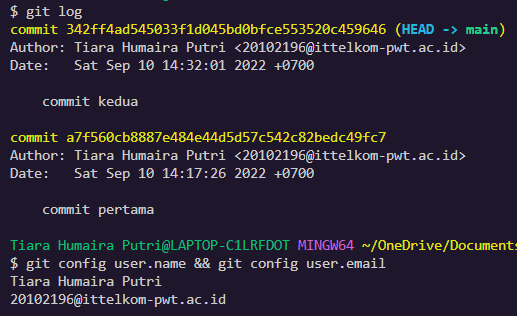 $ git log
commit 342ff4ad545033f1d045bd0bfce553520c459646 (HEAD -> main)
Author: Tiara Humaira Putri <20102196@ittelkom-pwt.ac.id>
Date:   Sat Sep 10 14:32:01 2022 +0700
    commit kedua
commit a7f560cb8887e484e44d5d57c542c82bedc49fc7
Author: Tiara Humaira Putri <20102196@ittelkom-pwt.ac.id>
Date:   Sat Sep 10 14:17:26 2022 +0700
    commit pertama
Tiara Humaira Putri@LAPTOP-C1LRFDOT MINGW64 ~/OneDrive/Documents
$ git config user.name && git config user.email
Tiara Humaira Putri
20102196@ittelkom-pwt.ac.id